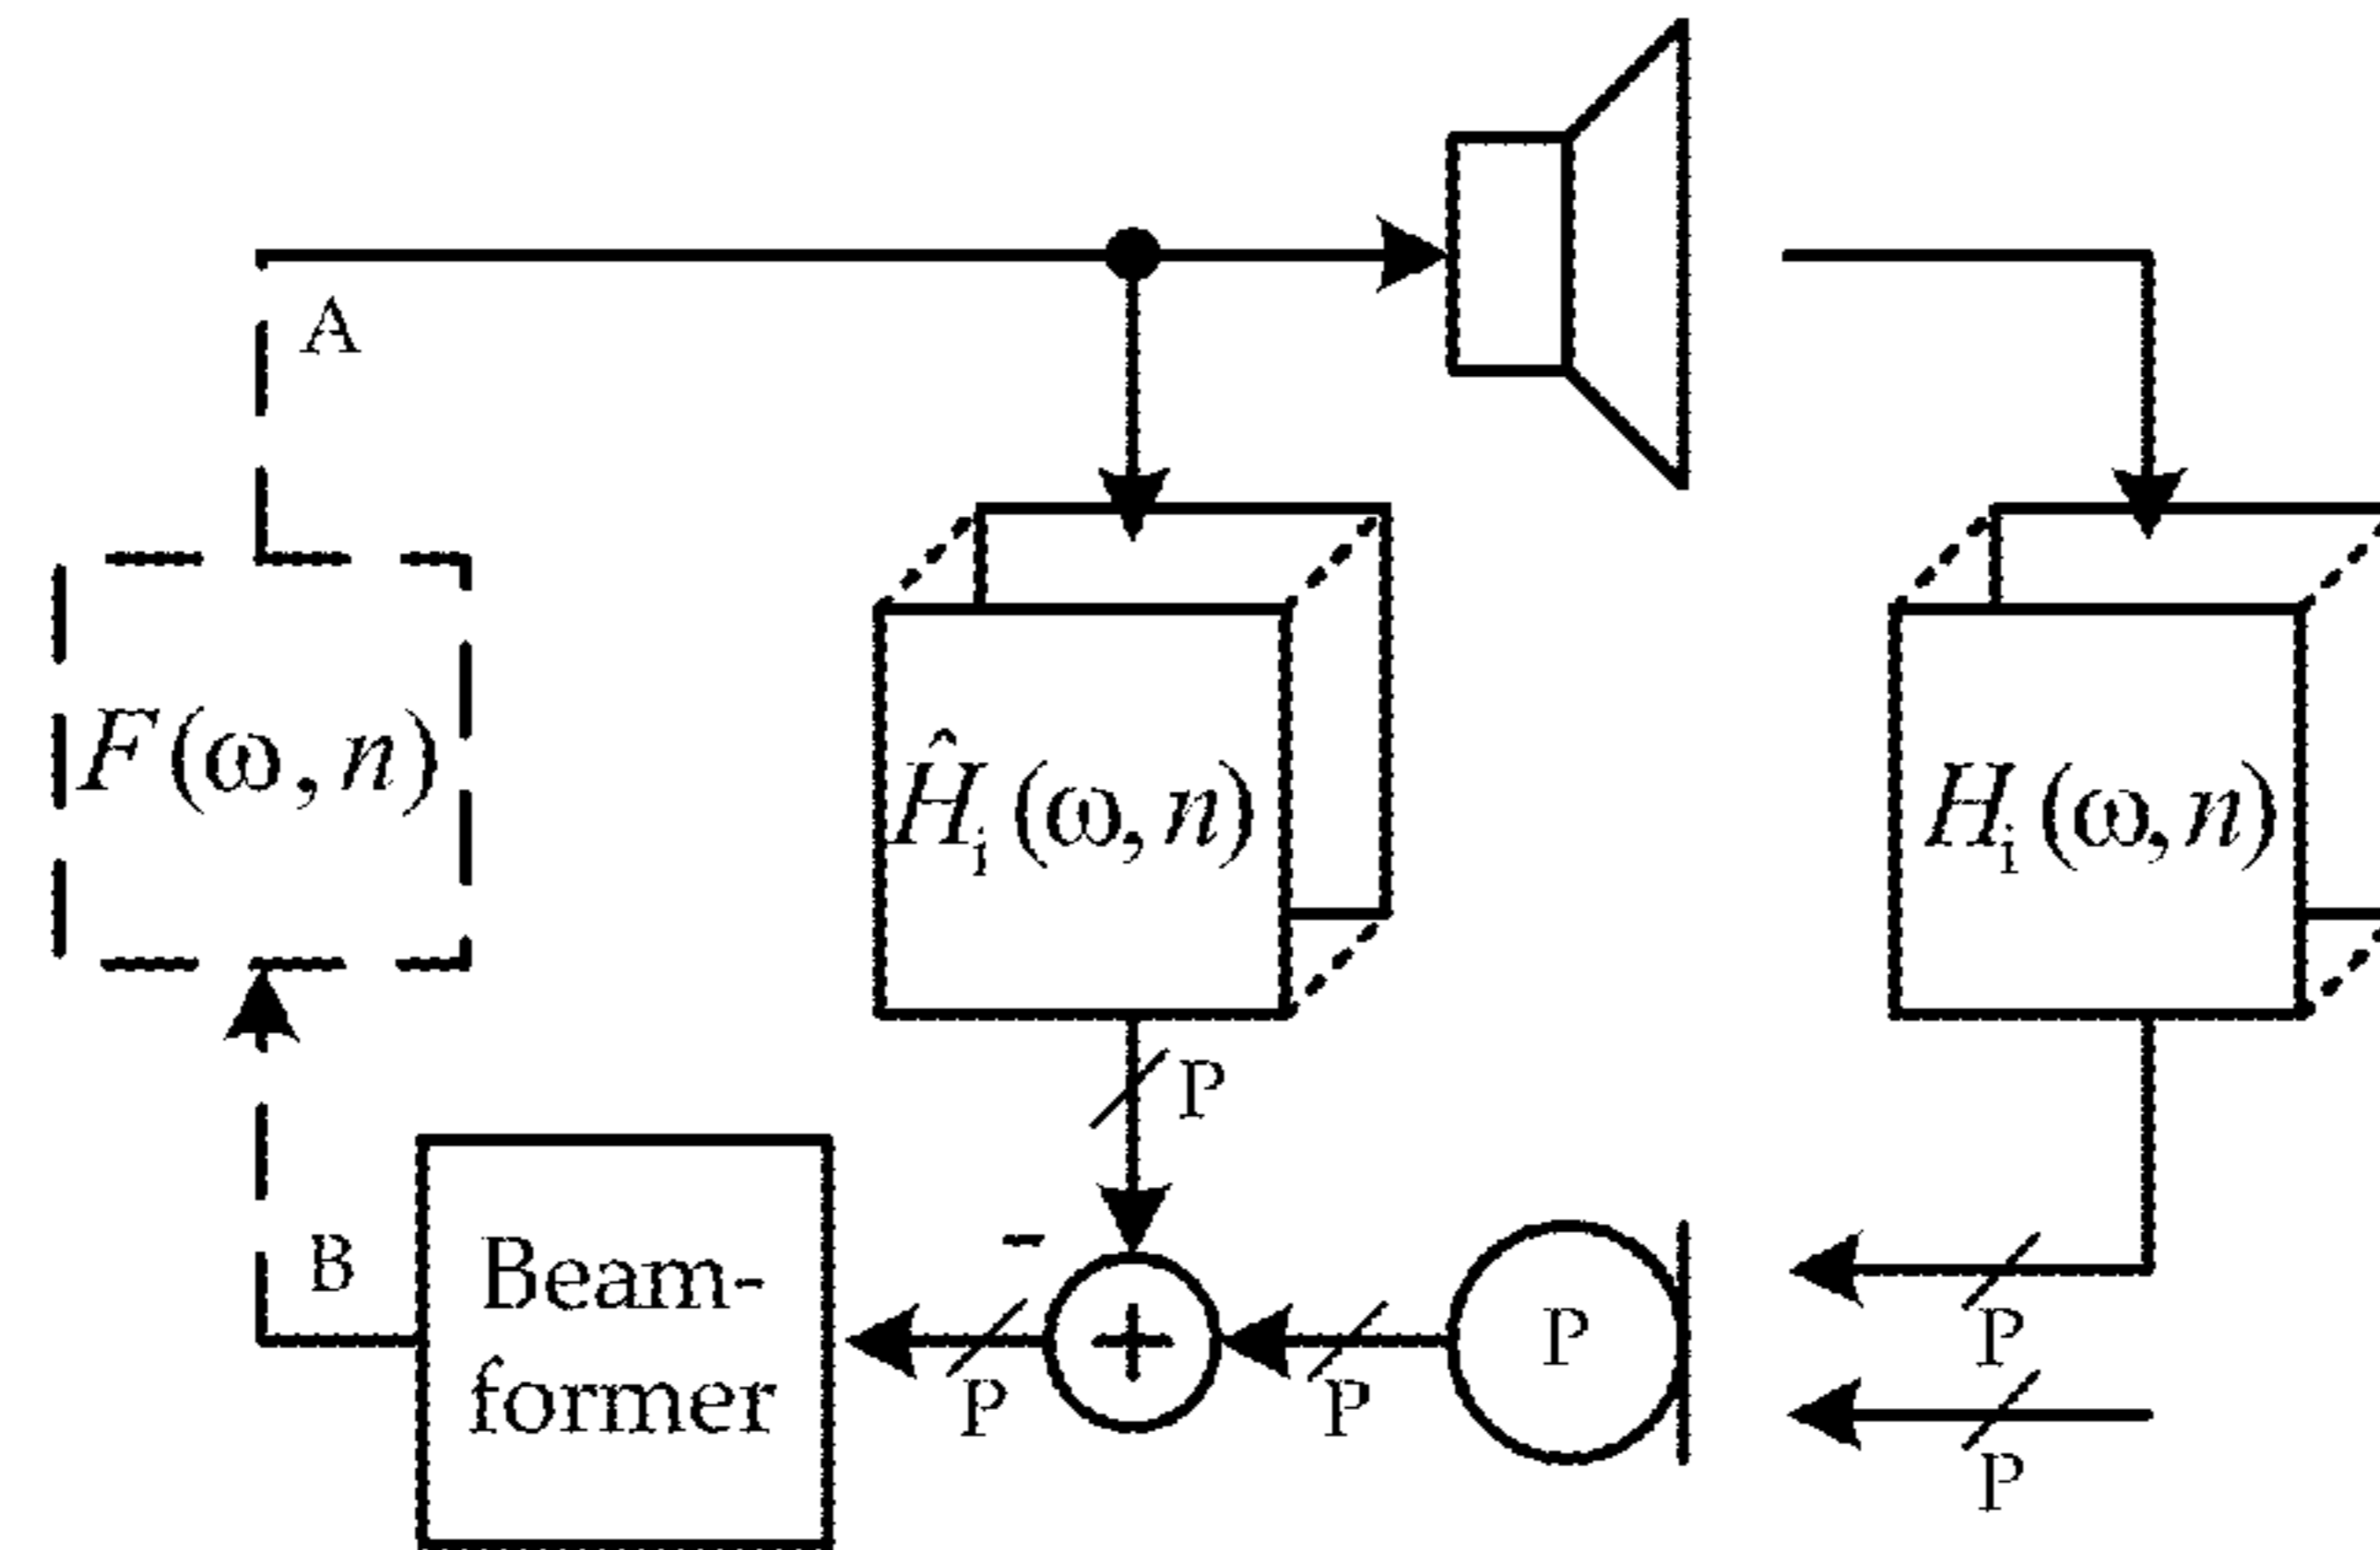 A
F(ω,n)
Ĥi(ω,n)
Hi(ω,n)
P
B
Beam-
former
-
+
P
P
P
P
P